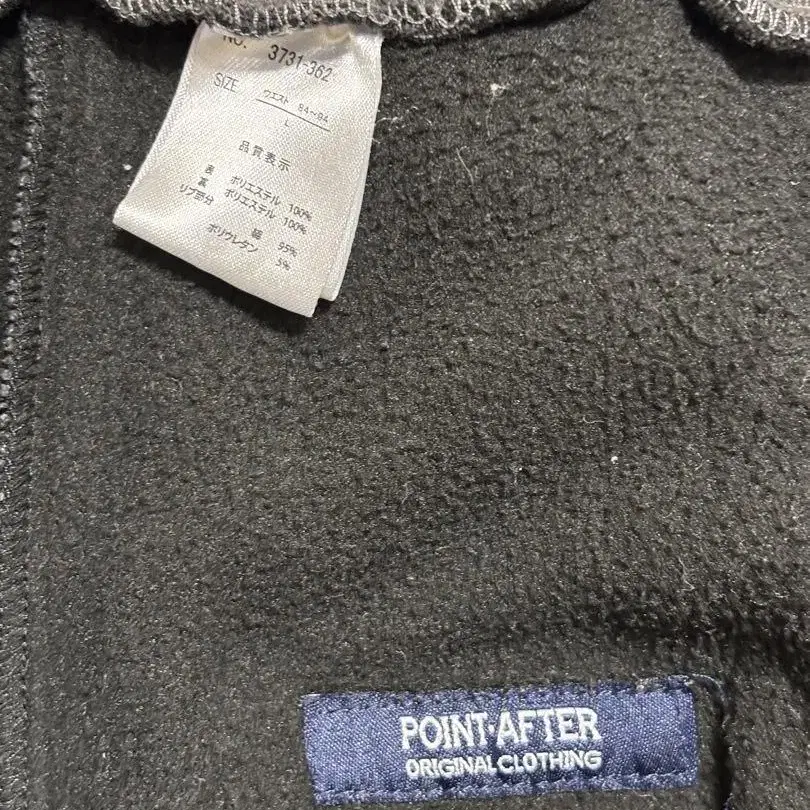 NO. 3731-362
SIZE ウエスト 84~94
L
品質表示
表 ポリエステル 100%
裏 ポリエステル 100%
リブ部分
綿 95%
ポリウレタン 5%
POINT·AFTER
ORIGINAL CLOTHING